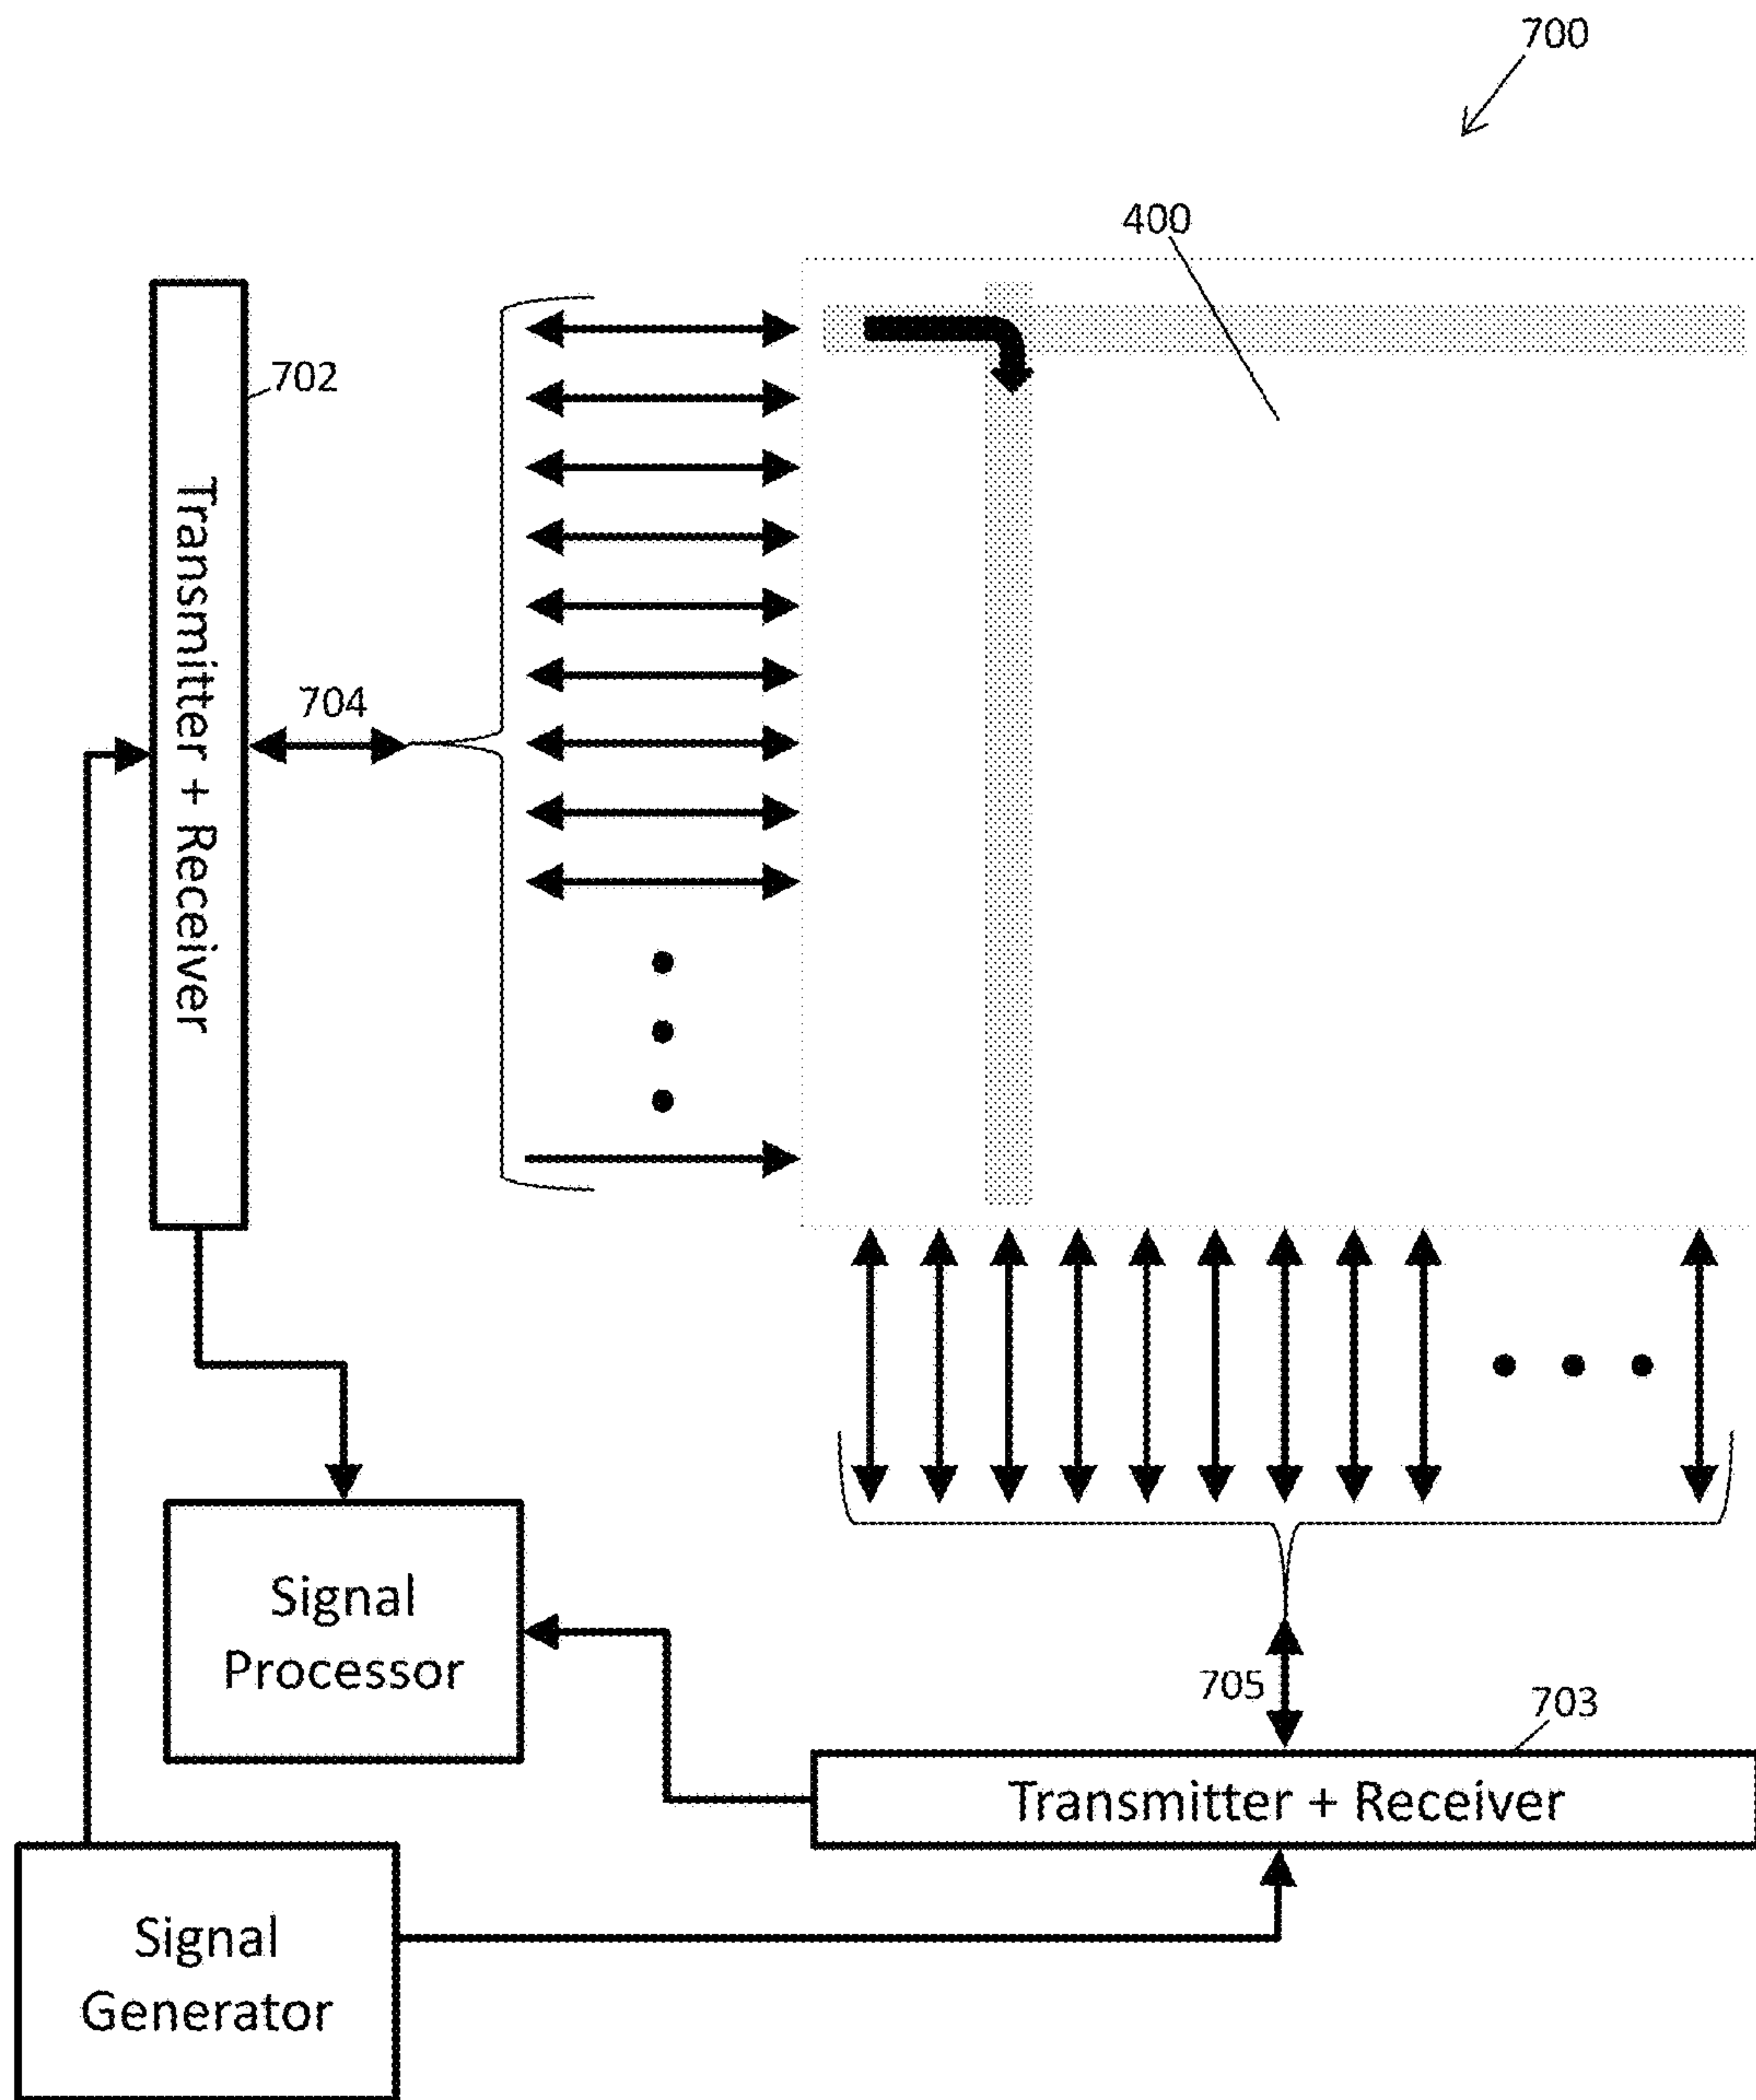 700
400
702
Transmitter + Receiver
704
Signal
Processor
705
703
Transmitter + Receiver
Signal
Generator